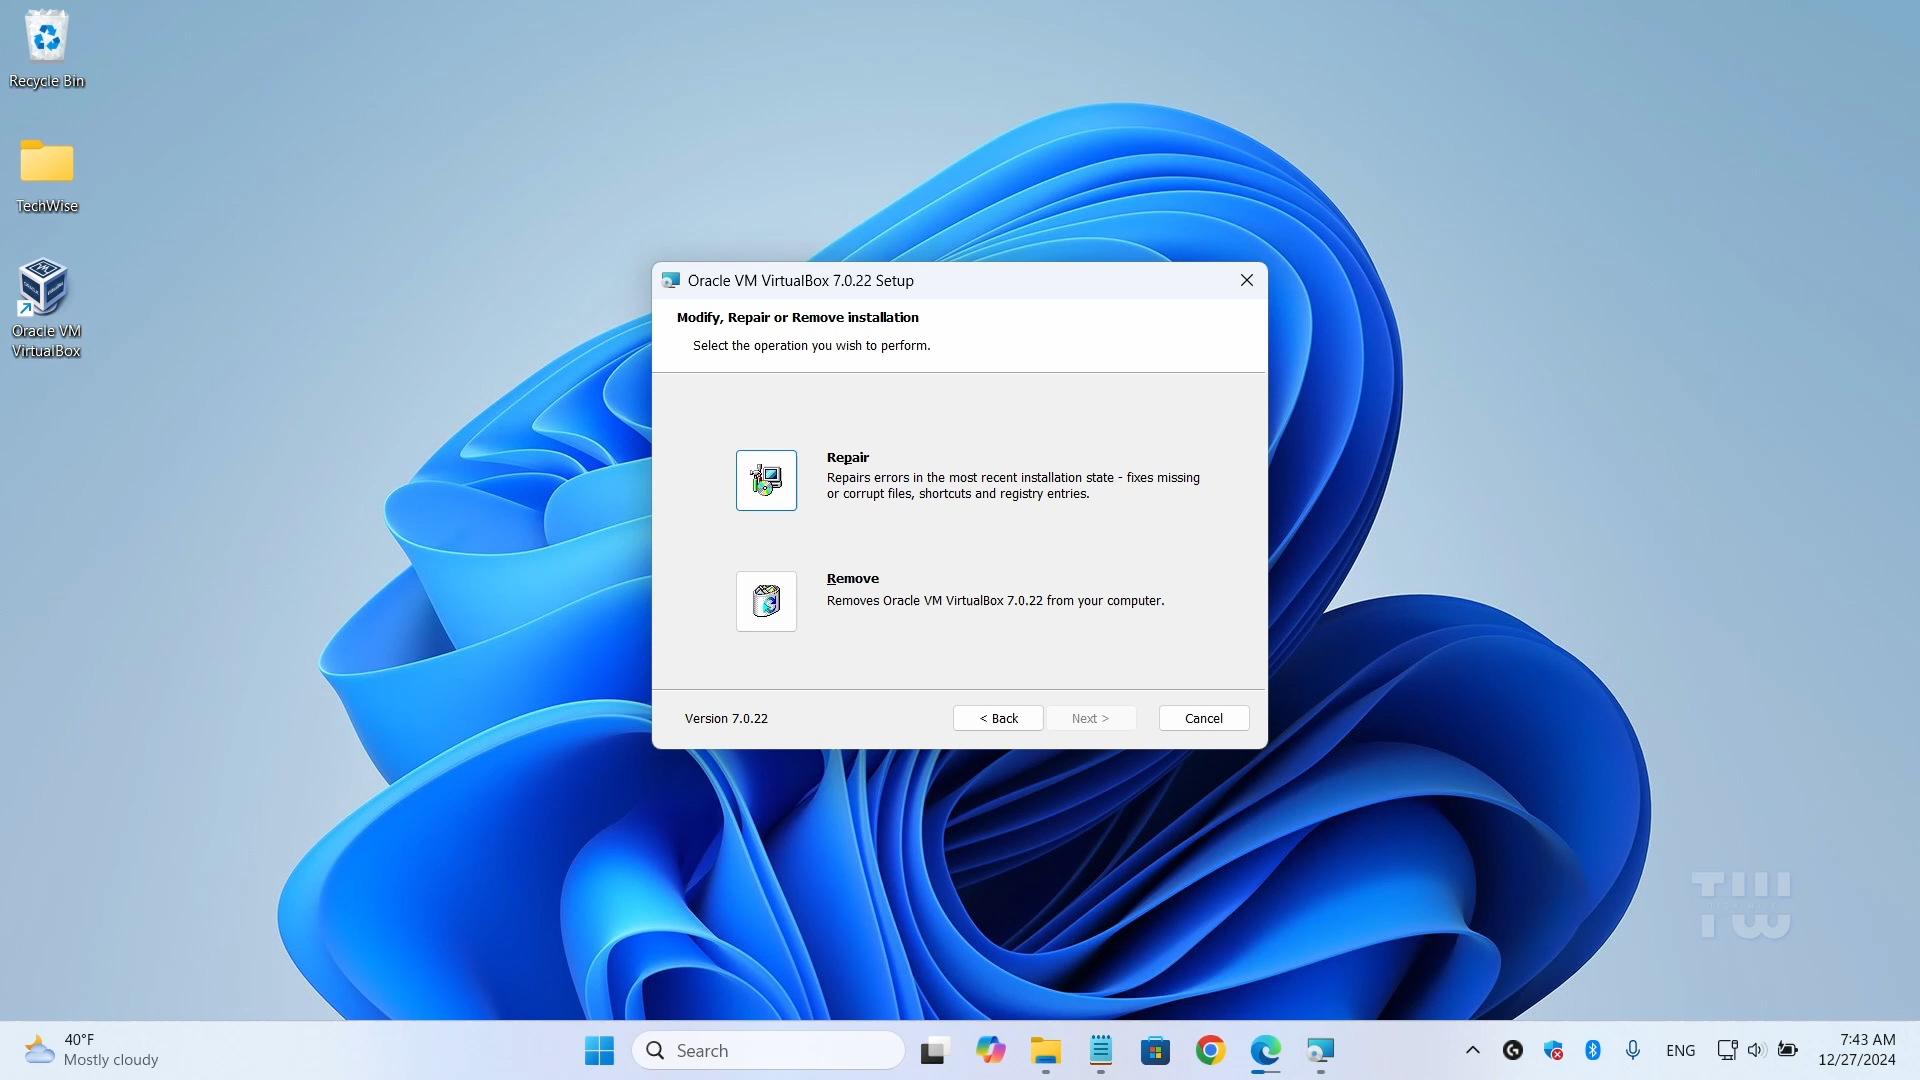 Recycle Bin
TechWise
Oracle VM
VirtualBox
Oracle VM VirtualBox 7.0.22 Setup
Modify, Repair or Remove installation
Select the operation you wish to perform.
Repair
Repairs errors in the most recent installation state - fixes missing
or corrupt files, shortcuts and registry entries.
Remove
Removes Oracle VM VirtualBox 7.0.22 from your computer.
Version 7.0.22
< Back
Next >
Cancel
TW
40°F
Mostly cloudy
Search
ENG
7:43 AM
12/27/2024